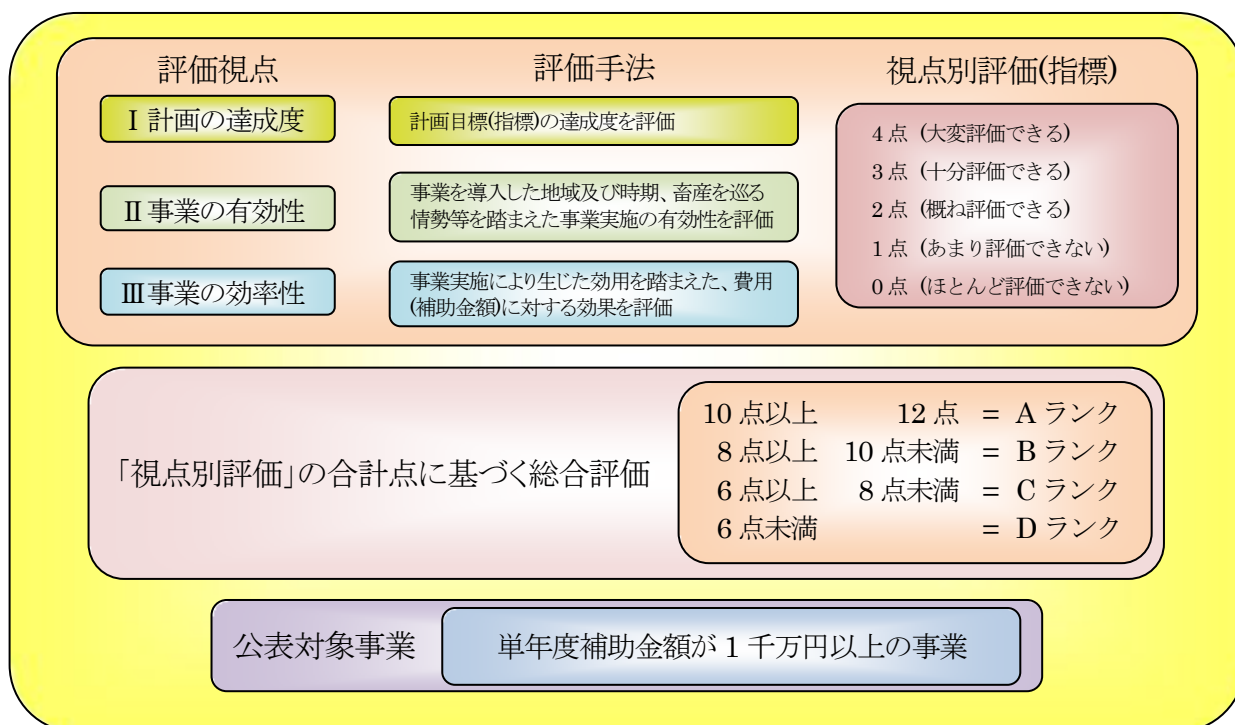 評価視点 評価手法 視点別評価(指標)
Ⅰ計画の達成度
計画目標(指標)の達成度を評価
Ⅱ事業の有効性
事業を導入した地域及び時期、畜産を巡る
情勢等を踏まえた事業実施の有効性を評価
Ⅲ事業の効率性
事業実施により生じた効用を踏まえた、費用
(補助金額)に対する効果を評価
4点 (大変評価できる)
3点 (十分評価できる)
2点 (概ね評価できる)
1点 (あまり評価できない)
0点 (ほとんど評価できない)
「視点別評価」の合計点に基づく総合評価
10点以上 12点 = Aランク
8点以上 10点未満 = Bランク
6点以上 8点未満 = Cランク
6点未満 = Dランク
公表対象事業 単年度補助金額が1千万円以上の事業